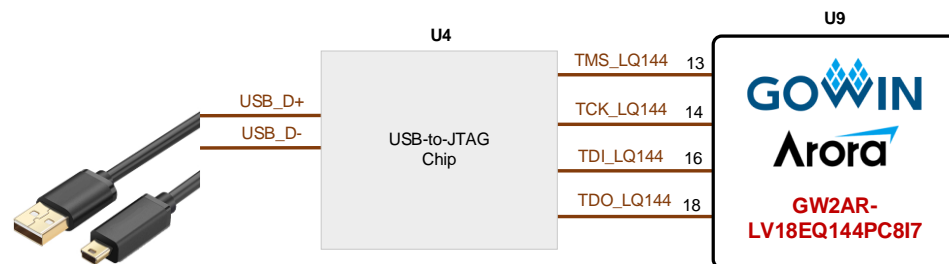 U4
U9
USB_D+
USB_D-
USB-to-JTAG
Chip
TMS_LQ144 13
TCK_LQ144 14
TDI_LQ144 16
TDO_LQ144 18
GOWIN
Arora
GW2AR-
LV18EQ144PC8I7